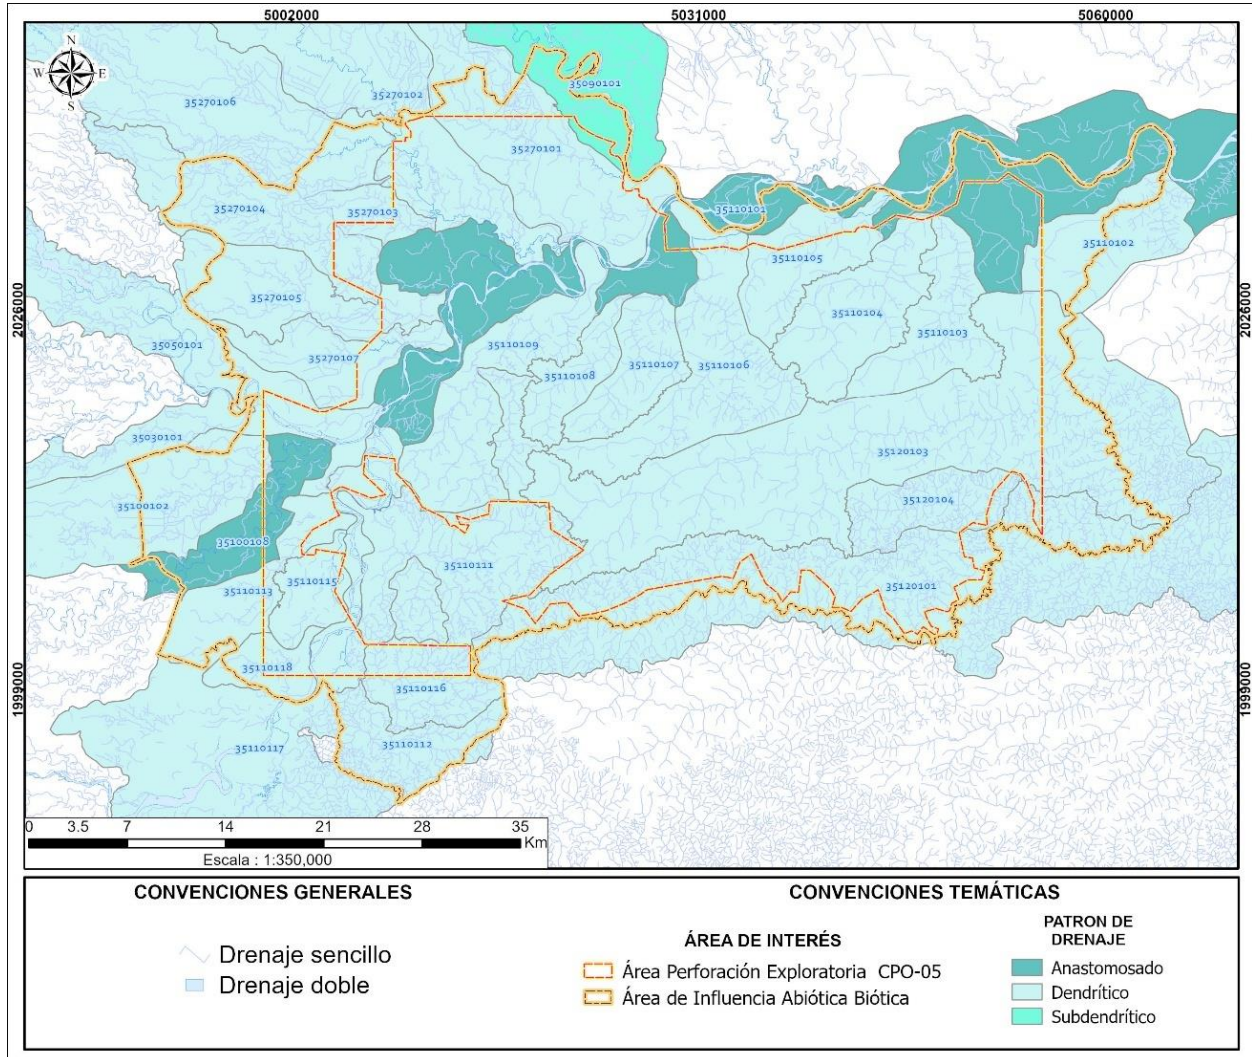 5002000 5031000 5060000
N
W E
S
35090101
35270106 35270102
35270101
35270104 35270103
35110101
35110102
35110105
2026000 2026000
35270105
35110104
35110103
35050101
35270107
35110109
35110108 35110107 35110106
35030101
35120103
35100102
35120104
35100108
35110111
35110115
35110113
35120101
35110118
35110116
1999000 1999000
35110117 35110112
0 3.5 7 14 21 28 35
Km
Escala : 1:350,000
CONVENCIONES GENERALES
Drenaje sencillo
Drenaje doble
CONVENCIONES TEMÁTICAS
ÁREA DE INTERÉS
Área Perforación Exploratoria CPO-05
Área de Influencia Abiótica Biótica
PATRON DE
DRENAJE
Anastomosado
Dendrítico
Subdendrítico